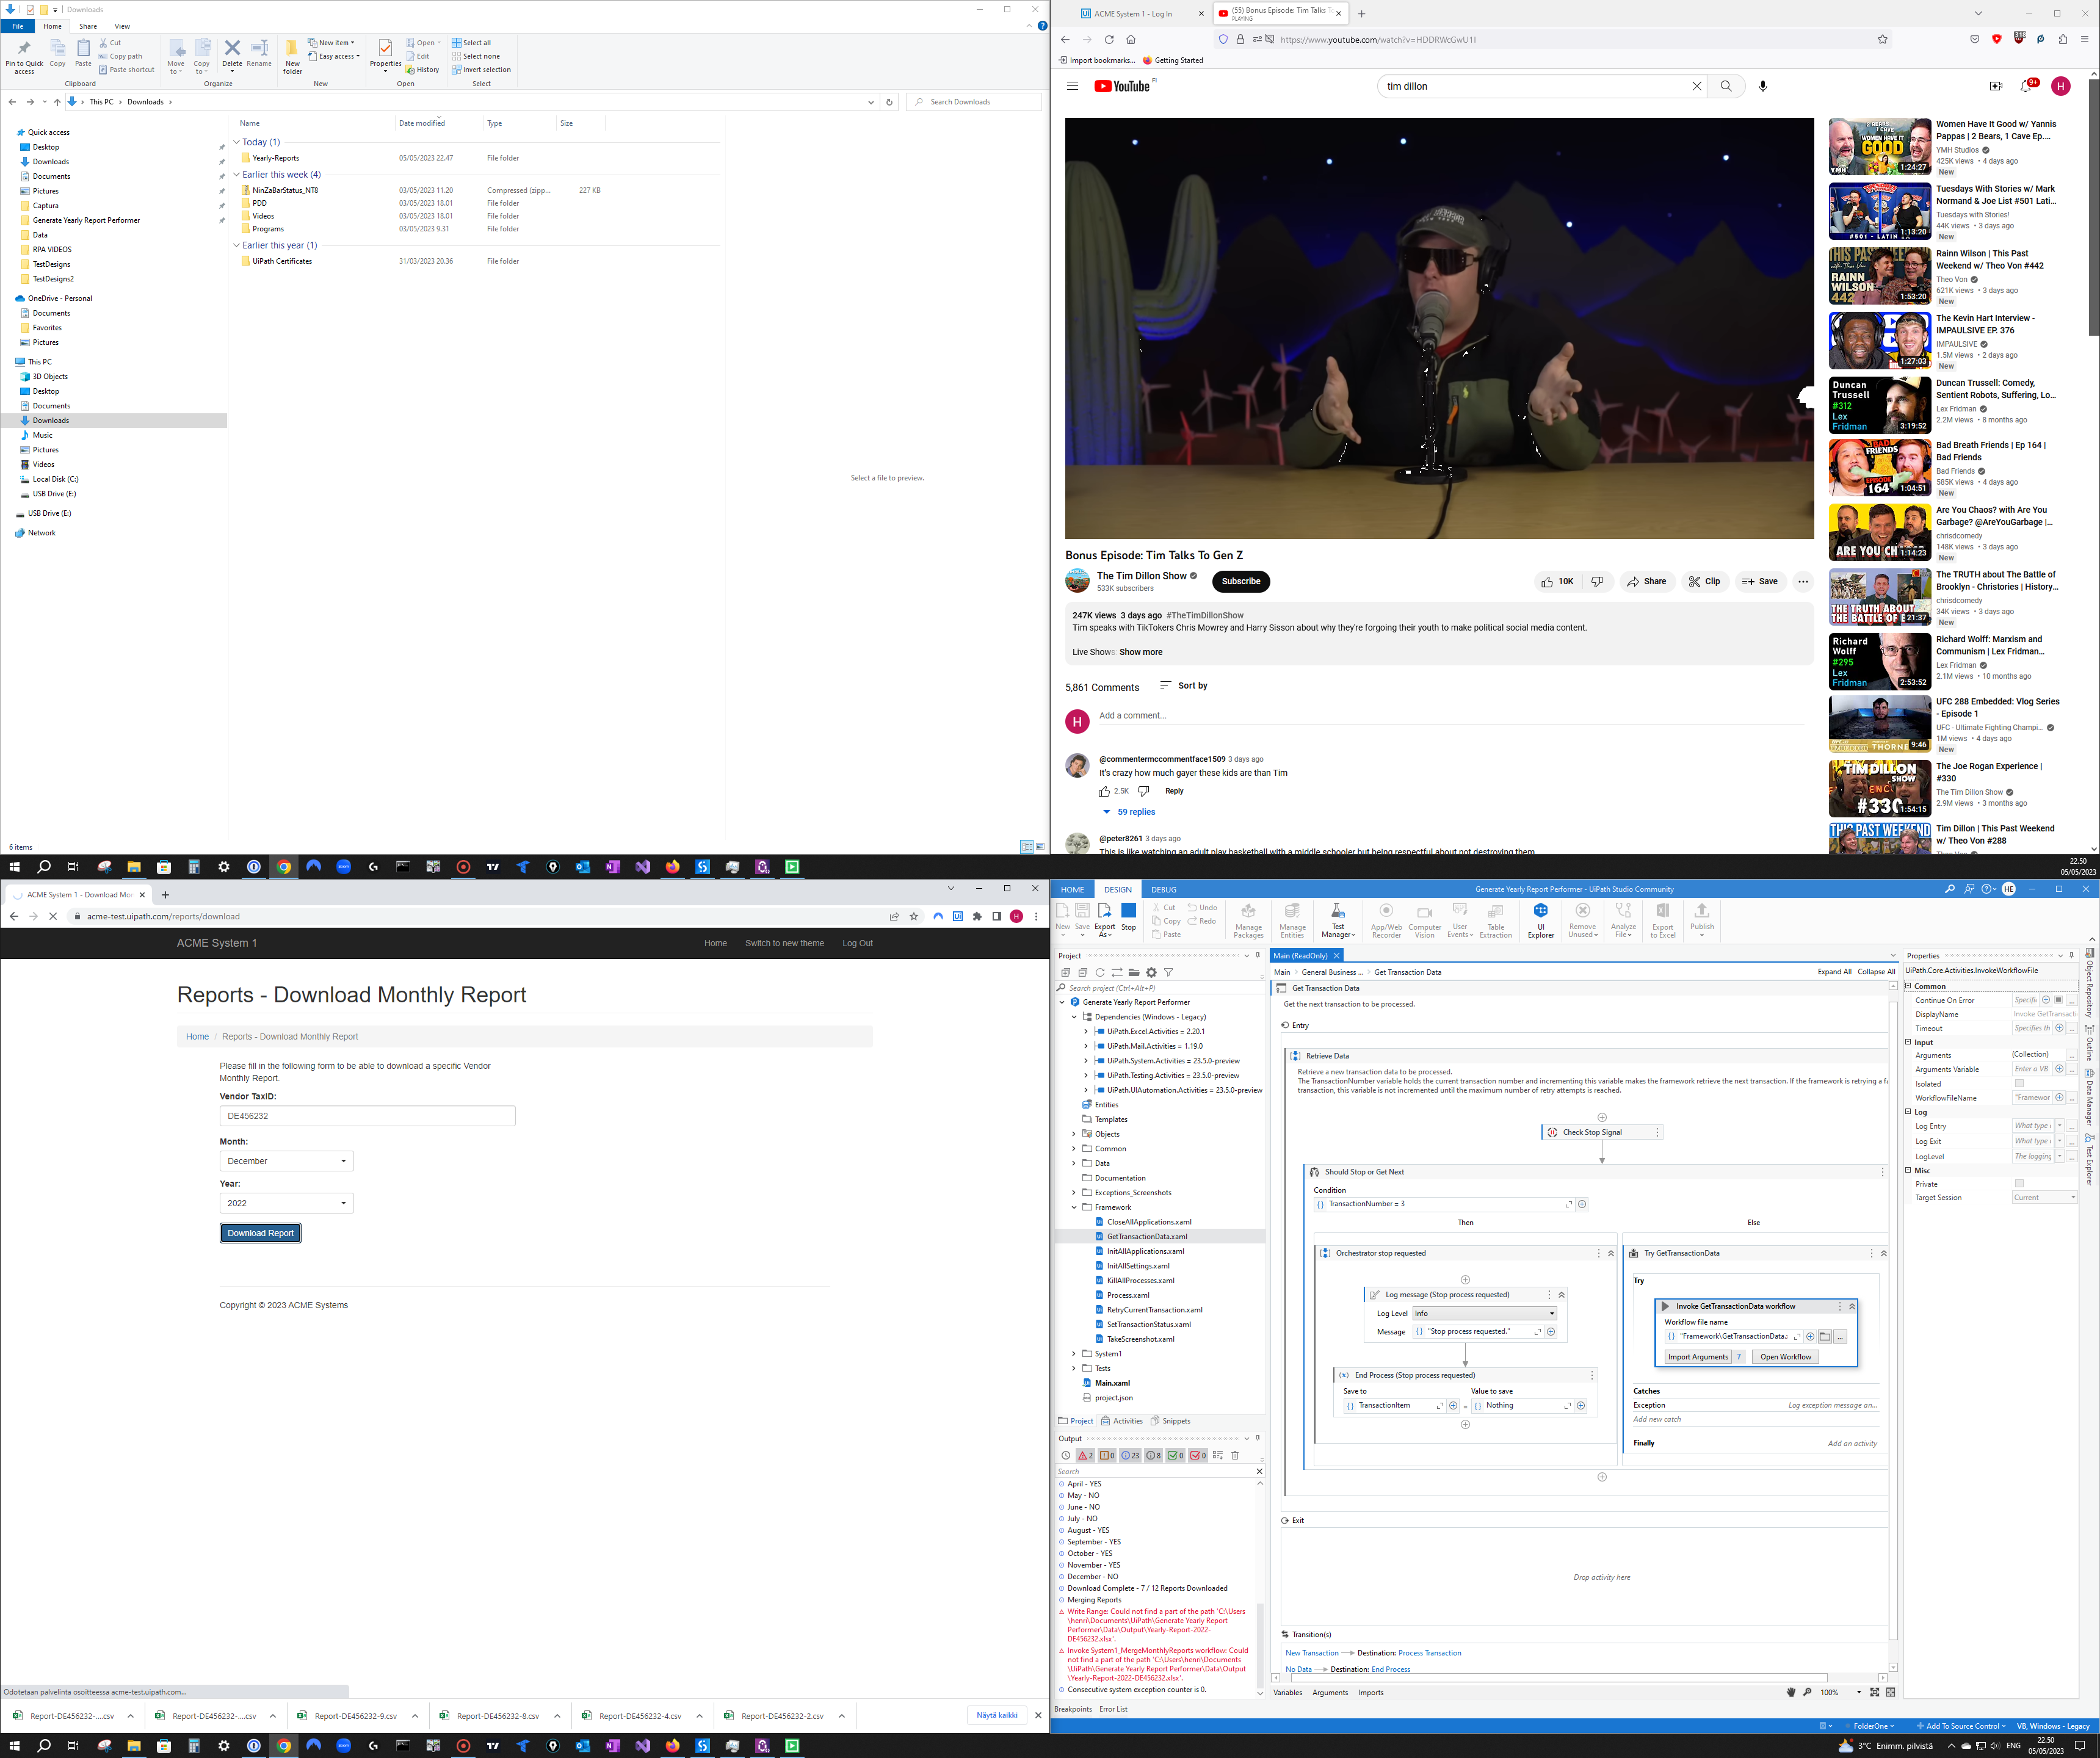 Downloads
File
Home
Share
View
Pin to Quick access
Copy
Paste
Cut
Copy path
Paste shortcut
Move to
Copy to
Delete
Rename
New folder
New item
Easy access
Properties
Open
Edit
History
Select all
Select none
Invert selection
Clipboard
Organize
New
Open
Select
This PC > Downloads >
Search Downloads
Quick access
Desktop
Downloads
Documents
Pictures
Captura
Generate Yearly Report Performer
Data
RPA VIDEOS
TestDesigns
TestDesigns2
OneDrive - Personal
Documents
Favorites
Pictures
This PC
3D Objects
Desktop
Documents
Downloads
Music
Pictures
Videos
Local Disk (C:)
USB Drive (E:)
USB Drive (E:)
Network
Name
Date modified
Type
Size
Today (1)
Yearly-Reports 05/05/2023 22.47 File folder
Earlier this week (4)
NinZaBarStatus_NT8 03/05/2023 11.20 Compressed (zipp... 227 KB
PDD 03/05/2023 18.01 File folder
Videos 03/05/2023 18.01 File folder
Programs 03/05/2023 9.31 File folder
Earlier this year (1)
UiPath Certificates 31/03/2023 20.36 File folder
Select a file to preview.
6 items
ACME System 1 - Log In
(55) Bonus Episode: Tim Talks T
PLAYING
https://www.youtube.com/watch?v=HDDRWcGwU1I
Import bookmarks...
Getting Started
YouTube FI
tim dillon
9+
H
Bonus Episode: Tim Talks To Gen Z
The Tim Dillon Show
533K subscribers
Subscribe
10K
Share
Clip
Save
247K views 3 days ago #TheTimDillonShow
Tim speaks with TikTokers Chris Mowrey and Harry Sisson about why they're forgoing their youth to make political social media content.
Live Shows: Show more
5,861 Comments
Sort by
H
Add a comment...
@commentermccommentface1509 3 days ago
It's crazy how much gayer these kids are than Tim
2.5K
Reply
59 replies
@peter8261 3 days ago
This is like watching an adult play basketball with a middle schooler but being respectful about not destroying them
Women Have It Good w/ Yannis Pappas | 2 Bears, 1 Cave Ep....
YMH Studios
425K views • 4 days ago
New
1:24:27
Tuesdays With Stories w/ Mark Normand & Joe List #501 Lati...
Tuesdays with Stories!
44K views • 3 days ago
New
1:13:20
Rainn Wilson | This Past Weekend w/ Theo Von #442
Theo Von
621K views • 3 days ago
New
1:53:20
The Kevin Hart Interview - IMPAULSIVE EP. 376
IMPAULSIVE
1.5M views • 2 days ago
New
1:27:03
Duncan Trussell: Comedy, Sentient Robots, Suffering, Lo...
Lex Fridman
2.2M views • 8 months ago
3:19:52
Bad Breath Friends | Ep 164 | Bad Friends
Bad Friends
585K views • 4 days ago
New
1:04:51
Are You Chaos? with Are You Garbage? @AreYouGarbage |...
chrisdcomedy
148K views • 3 days ago
New
1:14:23
The TRUTH about The Battle of Brooklyn - Christories | History...
chrisdcomedy
34K views • 3 days ago
New
21:37
Richard Wolff: Marxism and Communism | Lex Fridman...
Lex Fridman
2.1M views • 10 months ago
2:53:52
UFC 288 Embedded: Vlog Series - Episode 1
UFC - Ultimate Fighting Champi...
1M views • 4 days ago
New
9:46
The Joe Rogan Experience | #330
The Tim Dillon Show
2.9M views • 3 months ago
1:54:15
Tim Dillon | This Past Weekend w/ Theo Von #288
22.50
05/05/2023
ACME System 1 - Download Mon
acme-test.uipath.com/reports/download
ACME System 1
Home
Switch to new theme
Log Out
Reports - Download Monthly Report
Home / Reports - Download Monthly Report
Please fill in the following form to be able to download a specific Vendor
Monthly Report.
Vendor TaxID:
DE456232
Month:
December
Year:
2022
Download Report
Copyright © 2023 ACME Systems
Odotetaan palvelinta osoitteessa acme-test.uipath.com...
Report-DE456232-....csv
Report-DE456232-....csv
Report-DE456232-9.csv
Report-DE456232-8.csv
Report-DE456232-4.csv
Report-DE456232-2.csv
Näytä kaikki
HOME
DESIGN
DEBUG
Generate Yearly Report Performer - UiPath Studio Community
HE
New
Save
Export As
Stop
Cut
Copy
Paste
Undo
Redo
Manage Packages
Manage Entities
Test Manager
App/Web Recorder
Computer Vision
User Events
Table Extraction
UI Explorer
Remove Unused
Analyze File
Export to Excel
Publish
Project
Search project (Ctrl+Alt+P)
Generate Yearly Report Performer
Dependencies (Windows - Legacy)
UiPath.Excel.Activities = 2.20.1
UiPath.Mail.Activities = 1.19.0
UiPath.System.Activities = 23.5.0-preview
UiPath.Testing.Activities = 23.5.0-preview
UiPath.UIAutomation.Activities = 23.5.0-preview
Entities
Templates
Objects
Common
Data
Documentation
Exceptions_Screenshots
Framework
CloseAllApplications.xaml
GetTransactionData.xaml
InitAllApplications.xaml
InitAllSettings.xaml
KillAllProcesses.xaml
Process.xaml
RetryCurrentTransaction.xaml
SetTransactionStatus.xaml
TakeScreenshot.xaml
System1
Tests
Main.xaml
project.json
Project
Activities
Snippets
Output
2 0 23 8 0 0
Search
April - YES
May - NO
June - NO
July - NO
August - YES
September - YES
October - YES
November - YES
December - NO
Download Complete - 7 / 12 Reports Downloaded
Merging Reports
Write Range: Could not find a part of the path 'C:\Users
\henri\Documents\UiPath\Generate Yearly Report
Performer\Data\Output\Yearly-Report-2022-
DE456232.xlsx'.
Invoke System1_MergeMonthlyReports workflow: Could
not find a part of the path 'C:\Users\henri\Documents
\UiPath\Generate Yearly Report Performer\Data\Output
\Yearly-Report-2022-DE456232.xlsx'.
Consecutive system exception counter is 0.
Breakpoints
Error List
Main (ReadOnly)
Main > General Business ... > Get Transaction Data
Expand All
Collapse All
Get Transaction Data
Get the next transaction to be processed.
Entry
Retrieve Data
Retrieve a new transaction data to be processed.
The TransactionNumber variable holds the current transaction number and incrementing this variable makes the framework retrieve the next transaction. If the framework is retrying a fa
transaction, this variable is not incremented until the maximum number of retry attempts is reached.
Check Stop Signal
Should Stop or Get Next
Condition
TransactionNumber = 3
Then
Else
Orchestrator stop requested
Log message (Stop process requested)
Log Level Info
Message "Stop process requested."
End Process (Stop process requested)
Save to
Value to save
TransactionItem = Nothing
Try GetTransactionData
Try
Invoke GetTransactionData workflow
Workflow file name
"Framework\GetTransactionData.
Import Arguments 7
Open Workflow
Catches
Exception
Log exception message an...
Add new catch
Finally
Add an activity
Exit
Drop activity here
Transition(s)
New Transaction Destination: Process Transaction
No Data Destination: End Process
Variables
Arguments
Imports
100%
Properties
UiPath.Core.Activities.InvokeWorkflowFile
Common
Continue On Error Specifi
DisplayName Invoke GetTransacti
Timeout Specifies th
Input
Arguments (Collection)
Arguments Variable Enter a VB
Isolated
WorkflowFileName "Framewor
Log
Log Entry What type
Log Exit What type
LogLevel The logging
Misc
Private
Target Session Current
Object Repository
Outline
Data Manager
Test Explorer
FolderOne
Add To Source Control
VB, Windows - Legacy
3°C Enimm. pilvistä
ENG
22.50
05/05/2023